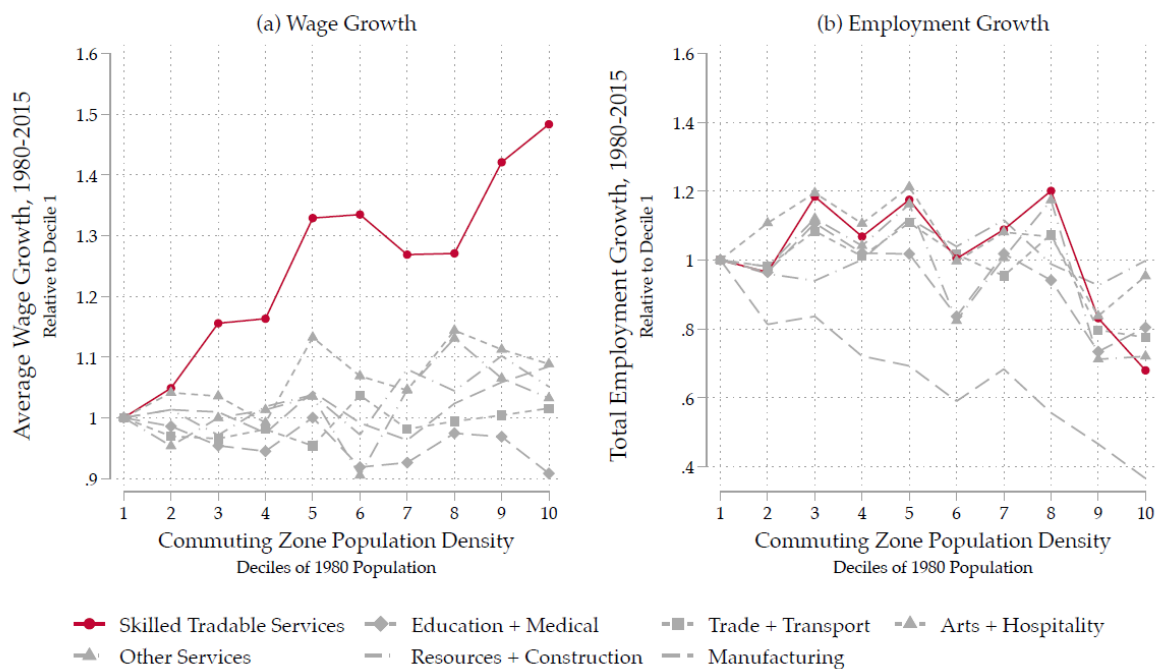 (a) Wage Growth
Average Wage Growth, 1980-2015
Relative to Decile 1
1.6
1.5
1.4
1.3
1.2
1.1
1
.9
1 2 3 4 5 6 7 8 9 10
Commuting Zone Population Density
Deciles of 1980 Population
(b) Employment Growth
Total Employment Growth, 1980-2015
Relative to Decile 1
1.6
1.4
1.2
1
.8
.6
.4
1 2 3 4 5 6 7 8 9 10
Commuting Zone Population Density
Deciles of 1980 Population
Skilled Tradable Services Education + Medical Trade + Transport Arts + Hospitality
Other Services Resources + Construction Manufacturing